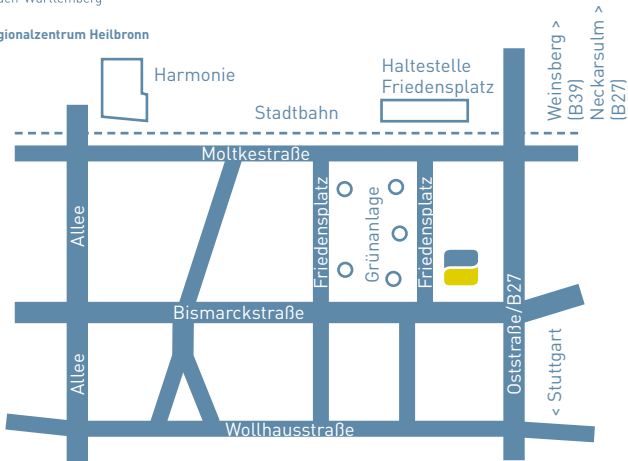 Regionalzentrum Heilbronn
Harmonie
Haltestelle
Friedensplatz
Stadtbahn
Weinsberg >
(B39)
Neckarsulm >
(B27)
Moltkestraße
Allee
Friedensplatz
Grünanlage
Friedensplatz
Bismarckstraße
Oststraße/B27
Allee
< Stuttgart
Wollhausstraße